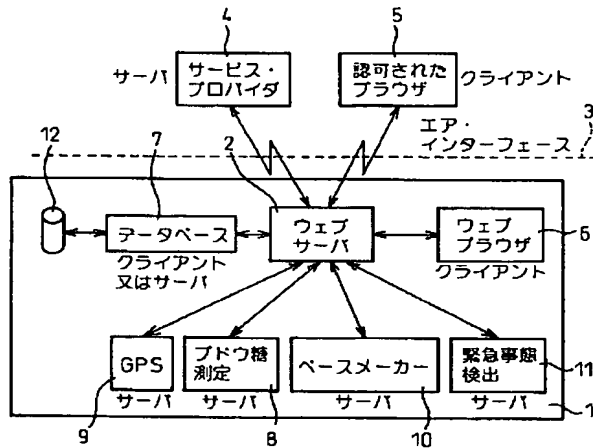 4
サーバ
サービス・
プロバイダ
5
認可された
ブラウザ
クライアント
エア・
インターフェース
3
12
7
データベース
クライアント
又はサーバ
2
ウェブ
サーバ
ウェブ
ブラウザ
クライアント
6
GPS
サーバ
9
ブドウ糖
測定
サーバ
8
ペースメーカー
サーバ
10
緊急事態
検出
サーバ
11
1